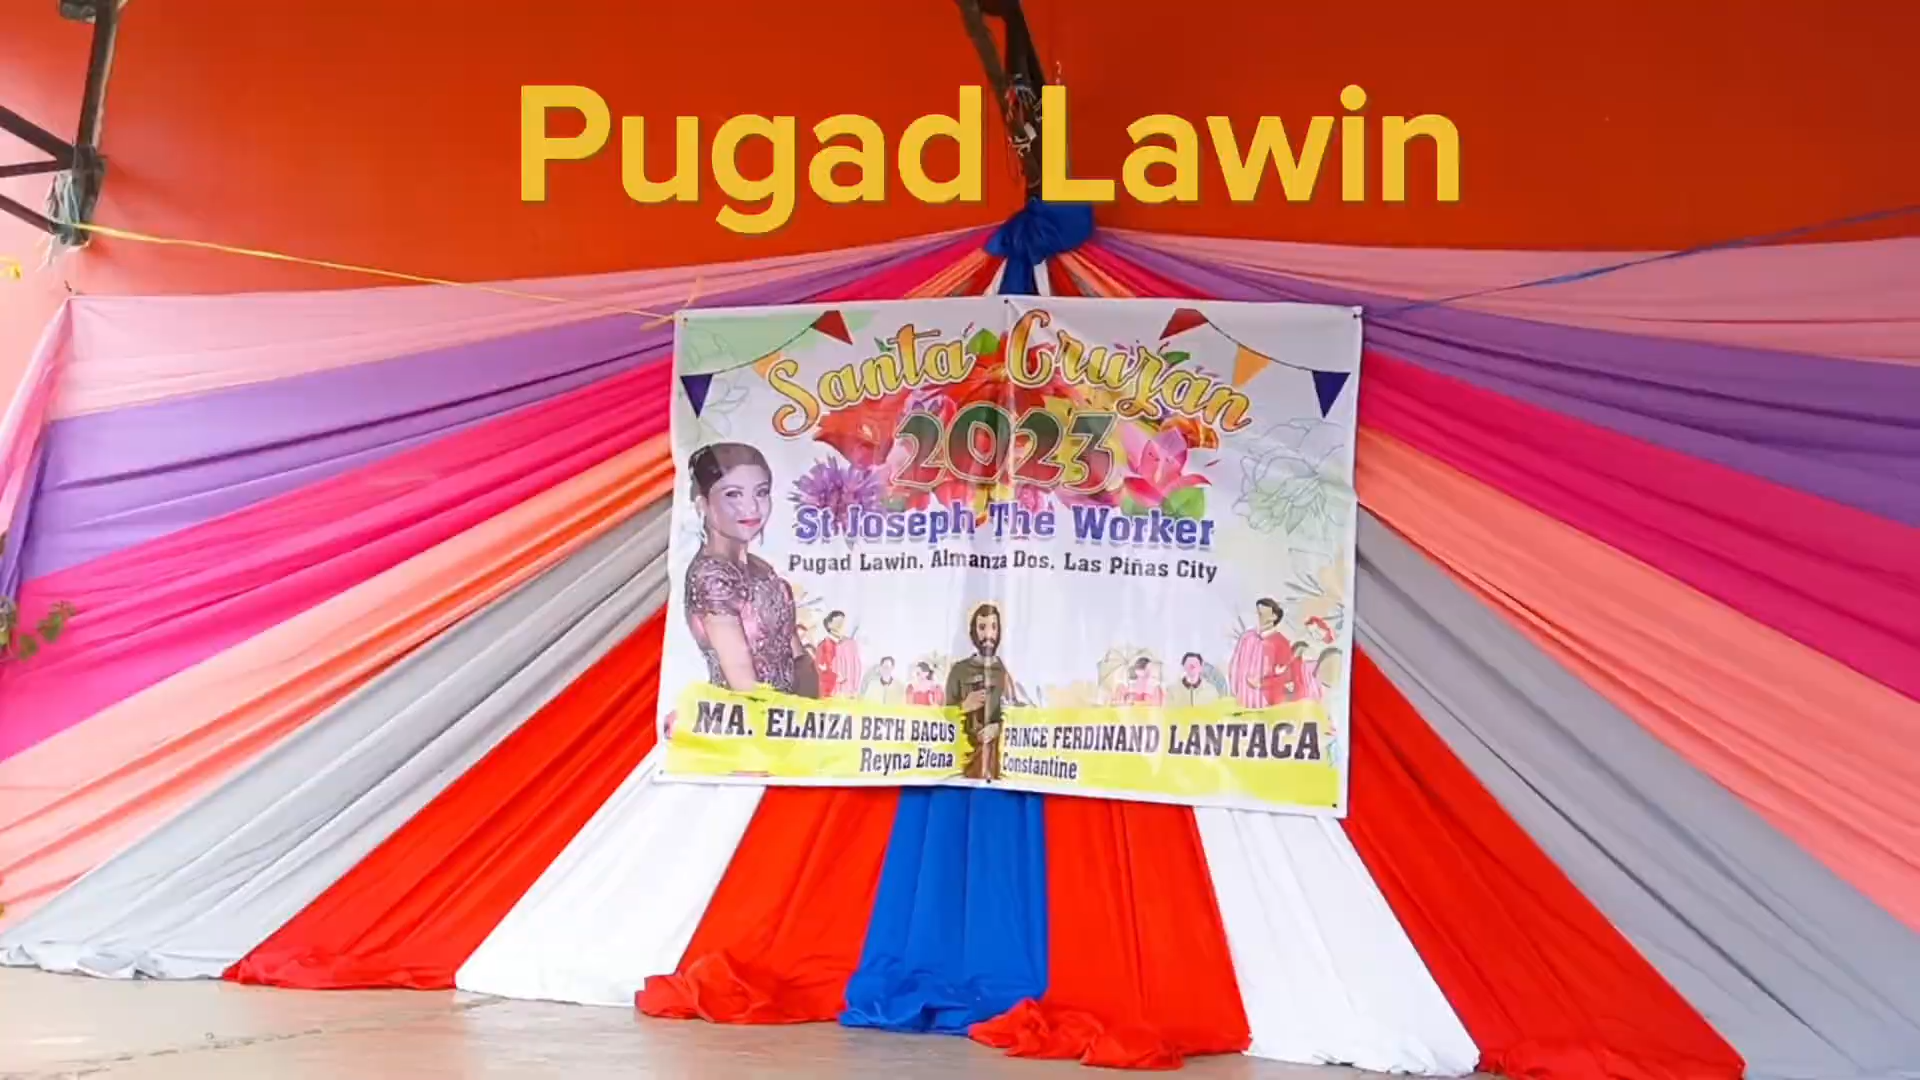 Pugad Lawin
Santa Cruzan
2023
St Joseph The Worker
Pugad Lawin, Almanza Dos, Las Piñas City
MA. ELAIZA BETH BACUS
Reyna Elena
PRINCE FERDINAND LANTACA
Constantine